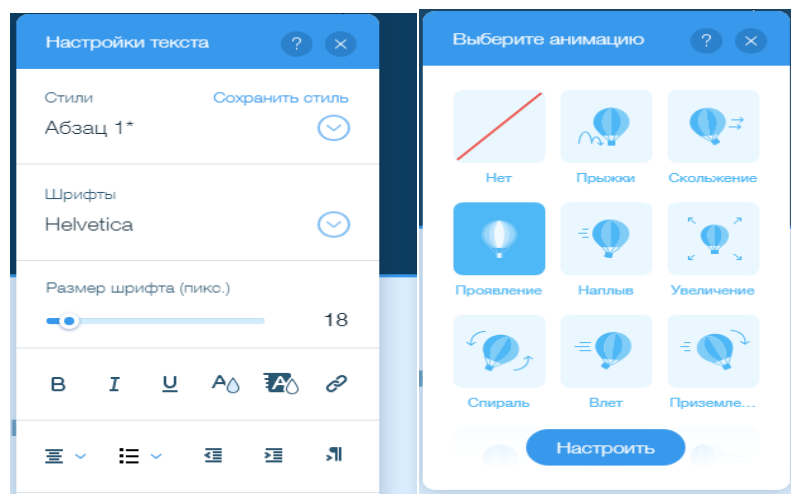 Настройки текста ?
Стили Сохранить стиль
Абзац 1*
Шрифты
Helvetica
Размер шрифта (пикс.)
18
B I U A A
Выберите анимацию ?
Нет Прыжки Скольжение
Проявление Наплыв Увеличение
Спираль Влет Приземле...
Настроить